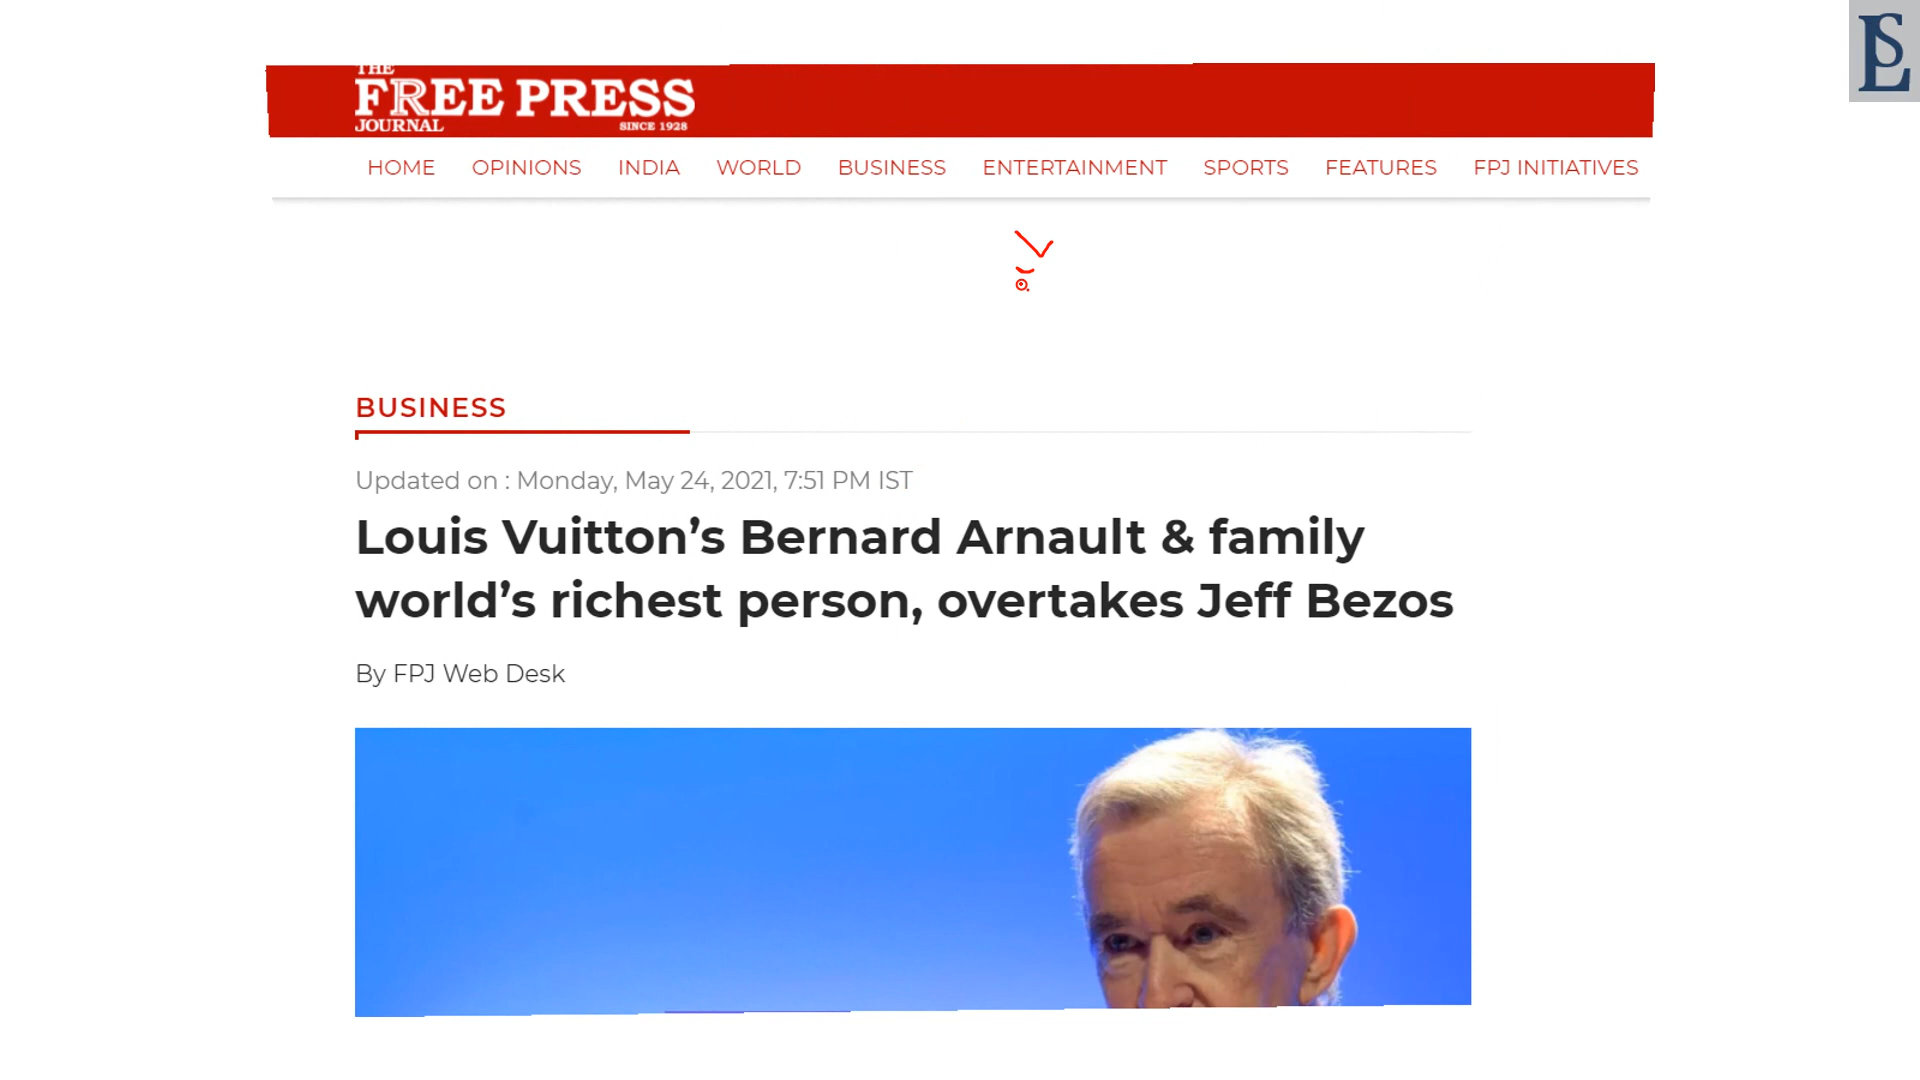 THE
FREE PRESS
JOURNAL SINCE 1928
HOME OPINIONS INDIA WORLD BUSINESS ENTERTAINMENT SPORTS FEATURES FPJ INITIATIVES
BUSINESS
Updated on : Monday, May 24, 2021, 7:51 PM IST
Louis Vuitton’s Bernard Arnault & family
world’s richest person, overtakes Jeff Bezos
By FPJ Web Desk